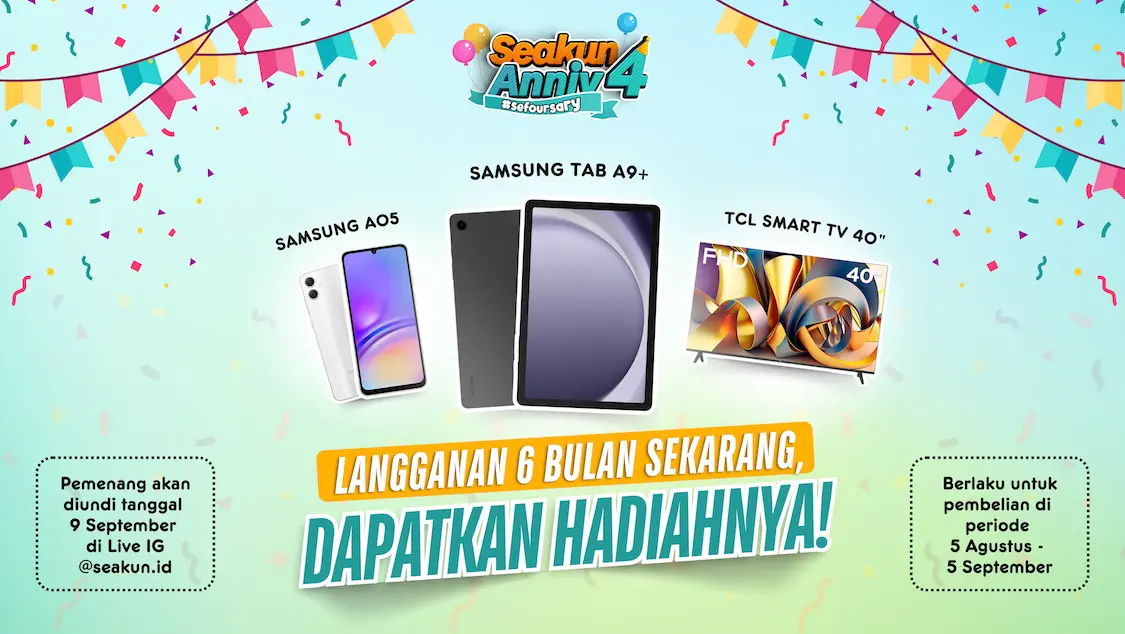 Seakun
Anniv 4
#sefoursary
SAMSUNG TAB A9+
SAMSUNG A05
TCL SMART TV 40"
FHD
40"
LANGGANAN 6 BULAN SEKARANG,
DAPATKAN HADIAHNYA!
Pemenang akan
diundi tanggal
9 September
di Live IG
@seakun.id
Berlaku untuk
pembelian di
periode
5 Agustus -
5 September